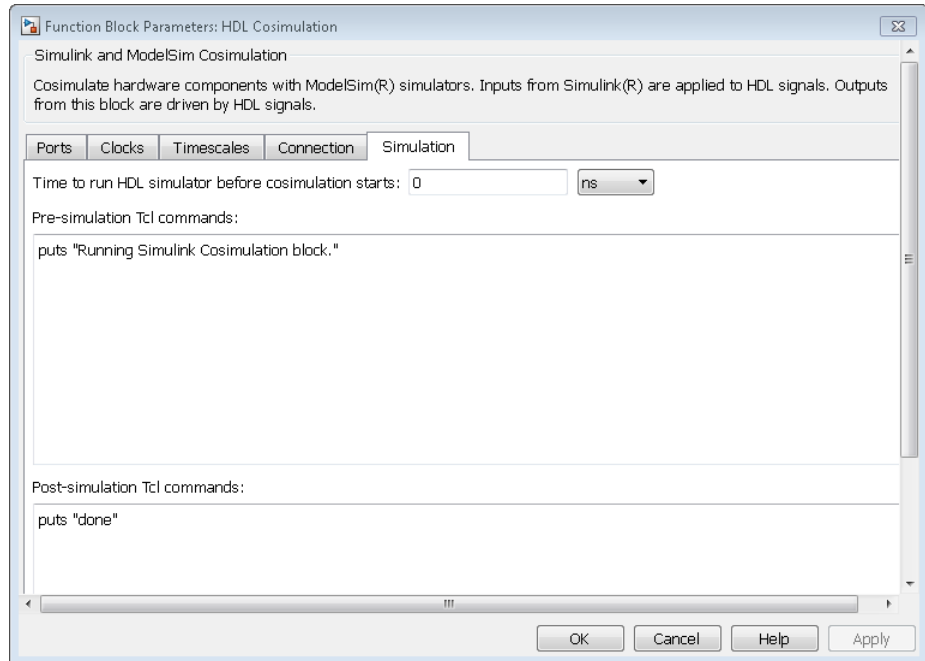 Function Block Parameters: HDL Cosimulation
Simulink and ModelSim Cosimulation
Cosimulate hardware components with ModelSim(R) simulators. Inputs from Simulink(R) are applied to HDL signals. Outputs
from this block are driven by HDL signals.
Ports Clocks Timescales Connection Simulation
Time to run HDL simulator before cosimulation starts: 0 ns
Pre-simulation Tcl commands:
puts "Running Simulink Cosimulation block."
Post-simulation Tcl commands:
puts "done"
OK Cancel Help Apply